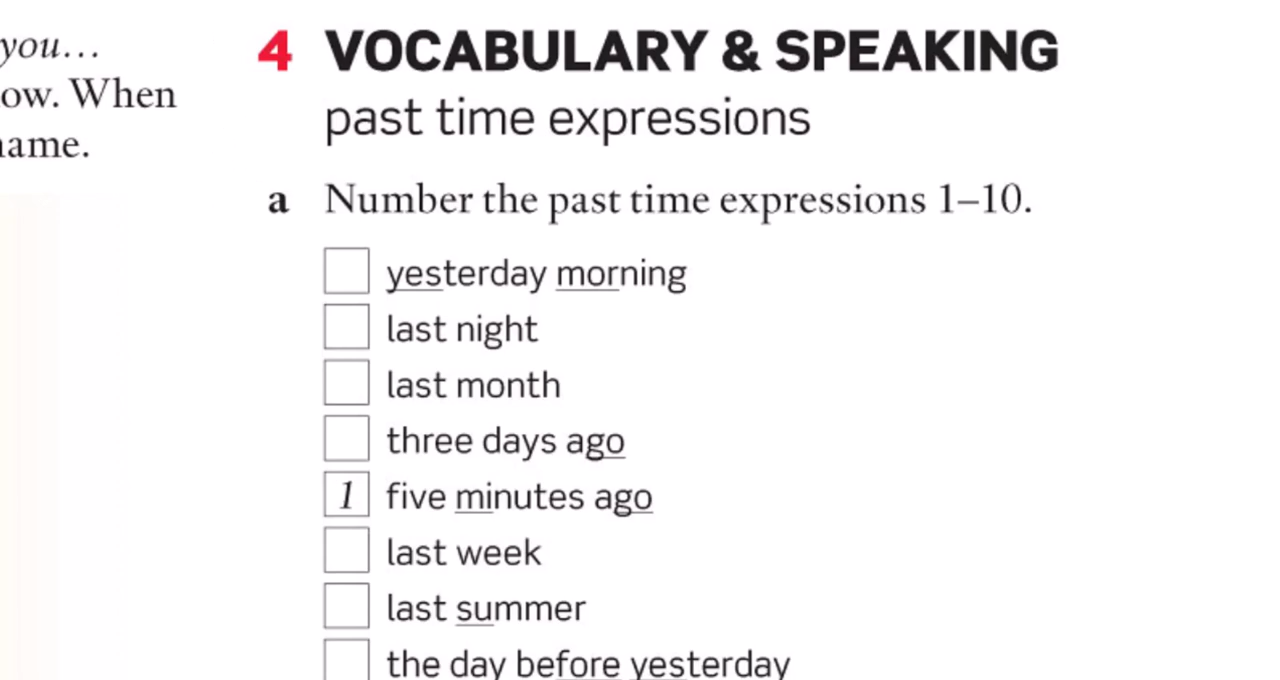 you…
ow. When
ame.
4 VOCABULARY & SPEAKING
past time expressions
a Number the past time expressions 1–10.
yesterday morning
last night
last month
three days ago
1 five minutes ago
last week
last summer
the day before yesterday